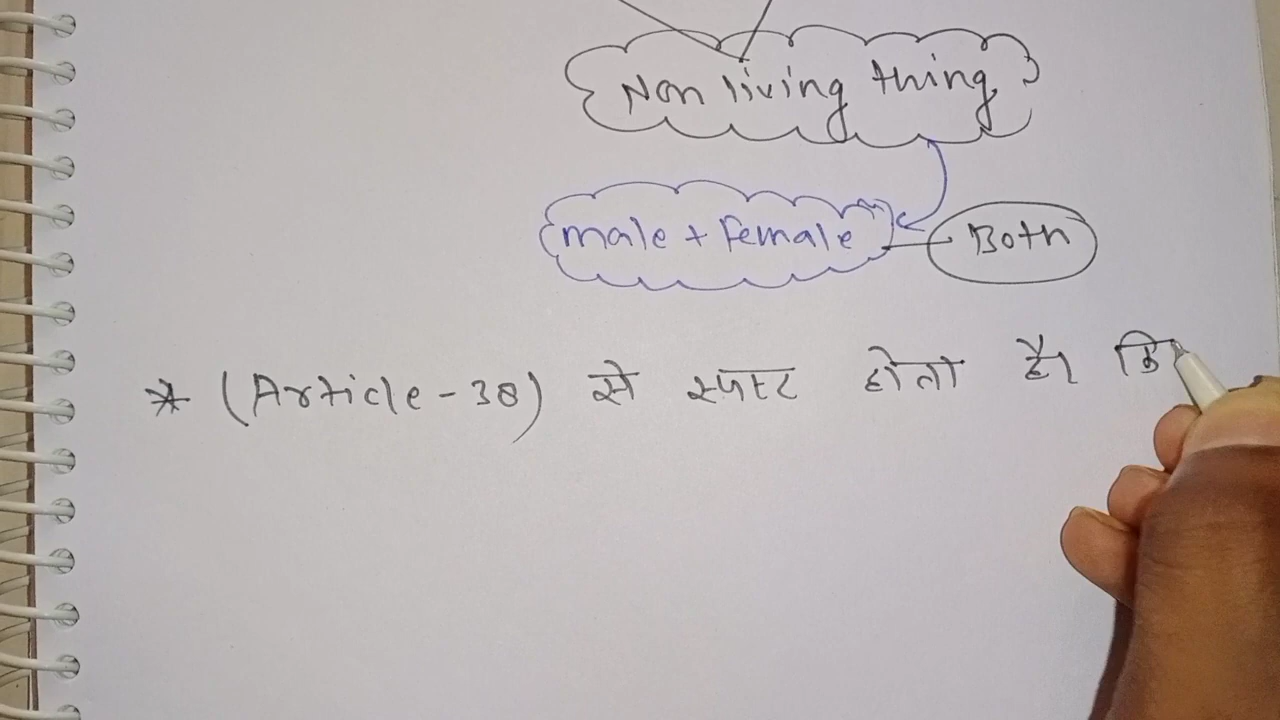 Non living thing
male + Female
Both
* (Article - 38) से स्पष्ट होता है। कि